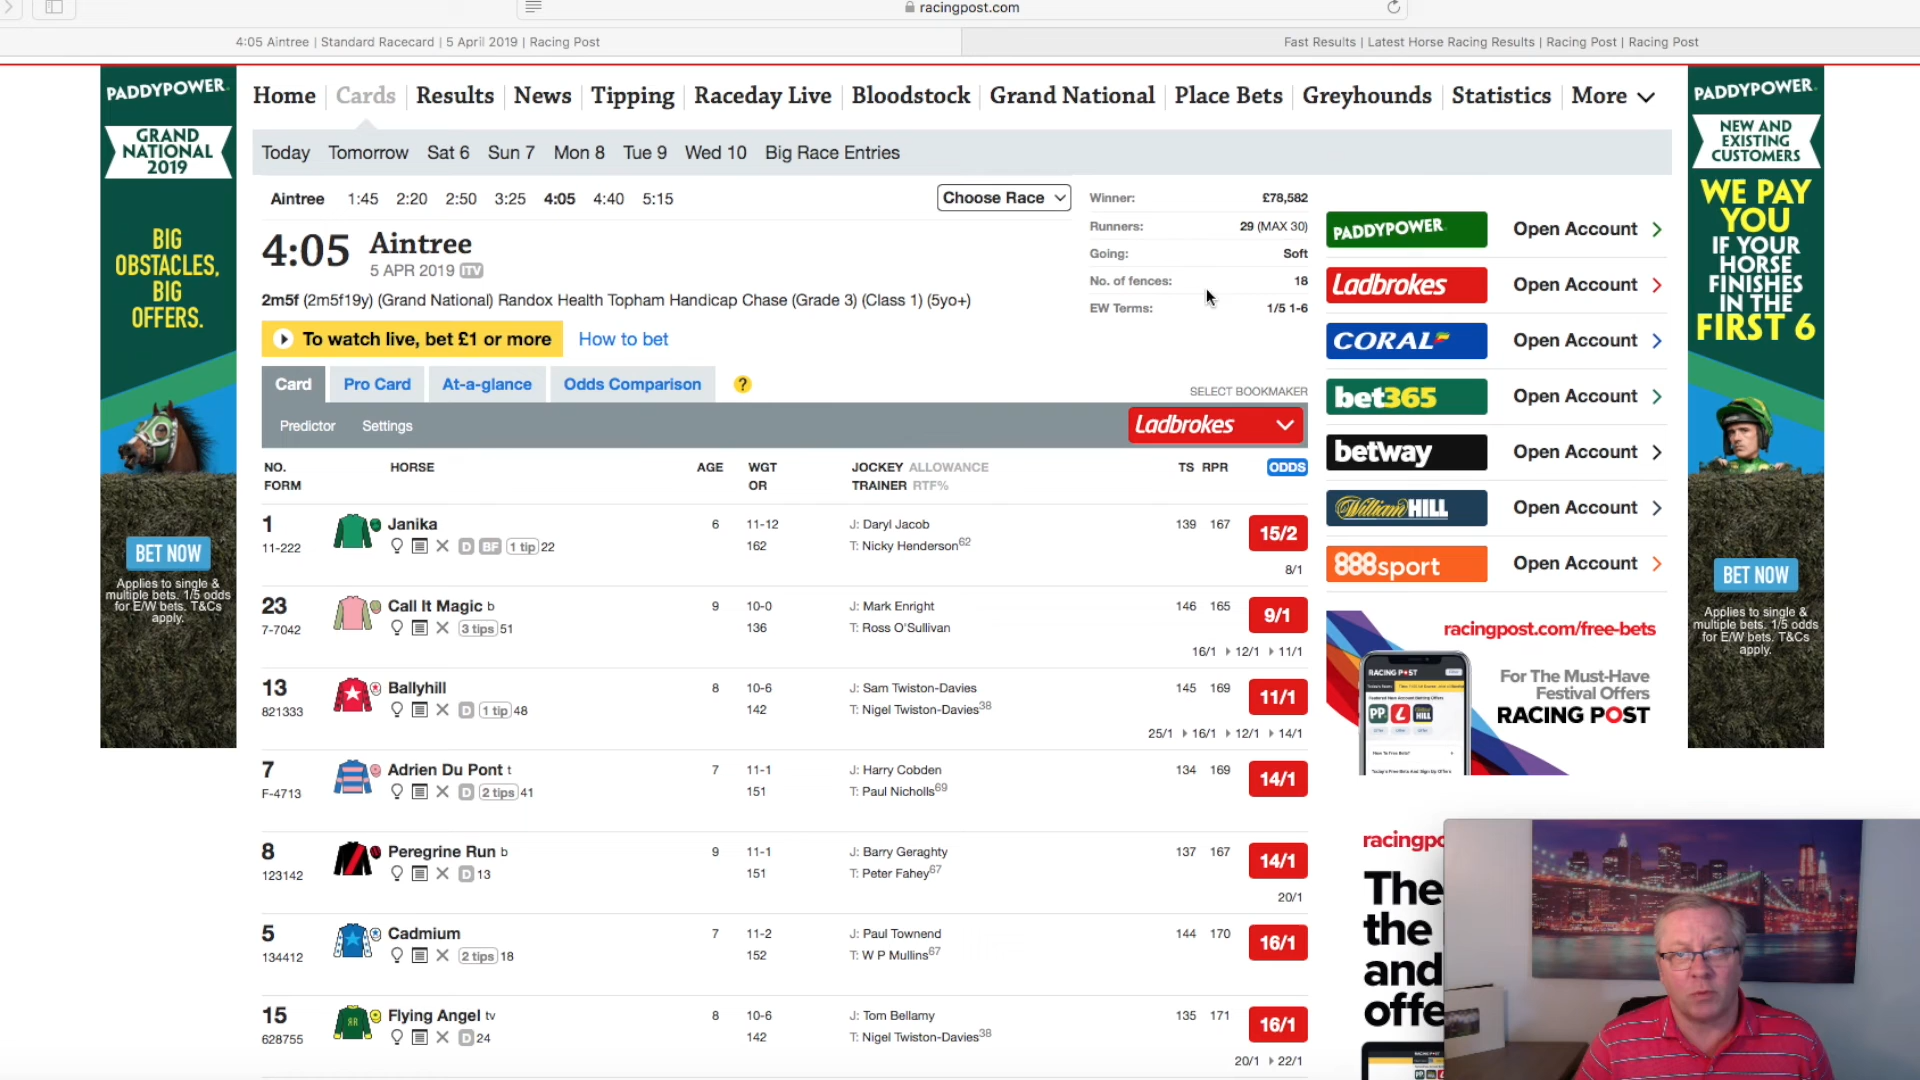 racingpost.com
4:05 Aintree | Standard Racecard | 5 April 2019 | Racing Post
Fast Results | Latest Horse Racing Results | Racing Post | Racing Post
PADDYPOWER.
GRAND
NATIONAL
2019
BIG
OBSTACLES,
BIG
OFFERS.
BET NOW
Applies to single &
multiple bets. 1/5 odds
for E/W bets. T&Cs
apply.
Home Cards Results News Tipping Raceday Live Bloodstock Grand National Place Bets Greyhounds Statistics More
Today Tomorrow Sat 6 Sun 7 Mon 8 Tue 9 Wed 10 Big Race Entries
Aintree 1:45 2:20 2:50 3:25 4:05 4:40 5:15 Choose Race
4:05 Aintree
5 APR 2019 ITV
2m5f (2m5f19y) (Grand National) Randox Health Topham Handicap Chase (Grade 3) (Class 1) (5yo+)
Winner: £78,582
Runners: 29 (MAX 30)
Going: Soft
No. of fences: 18
EW Terms: 1/5 1-6
To watch live, bet £1 or more How to bet
Card Pro Card At-a-glance Odds Comparison ?
SELECT BOOKMAKER
Predictor Settings Ladbrokes
NO. HORSE AGE WGT JOCKEY ALLOWANCE TS RPR ODDS
FORM OR TRAINER RTF%
1 Janika 6 11-12 J: Daryl Jacob 139 167 15/2
11-222 D BF 1 tip 22 162 T: Nicky Henderson62
8/1
23 Call It Magic b 9 10-0 J: Mark Enright 146 165 9/1
7-7042 3 tips 51 136 T: Ross O'Sullivan
16/1 12/1 11/1
13 Ballyhill 8 10-6 J: Sam Twiston-Davies 145 169 11/1
821333 D 1 tip 48 142 T: Nigel Twiston-Davies38
25/1 16/1 12/1 14/1
7 Adrien Du Pont t 7 11-1 J: Harry Cobden 134 169 14/1
F-4713 D 2 tips 41 151 T: Paul Nicholls69
8 Peregrine Run b 9 11-1 J: Barry Geraghty 137 167 14/1
123142 D 13 151 T: Peter Fahey67
20/1
5 Cadmium 7 11-2 J: Paul Townend 144 170 16/1
134412 2 tips 18 152 T: W P Mullins67
15 Flying Angel tv 8 10-6 J: Tom Bellamy 135 171 16/1
628755 D 24 142 T: Nigel Twiston-Davies38
20/1 22/1
PADDYPOWER. Open Account
Ladbrokes Open Account
CORAL Open Account
bet365 Open Account
betway Open Account
William HILL Open Account
888sport Open Account
racingpost.com/free-bets
For The Must-Have
Festival Offers
RACING POST
RACING POST
PP L William HILL
racingpo
The
the
and
offe
PADDYPOWER.
NEW AND
EXISTING
CUSTOMERS
WE PAY
YOU
IF YOUR
HORSE
FINISHES
IN THE
FIRST 6
BET NOW
Applies to single &
multiple bets. 1/5 odds
for E/W bets. T&Cs
apply.